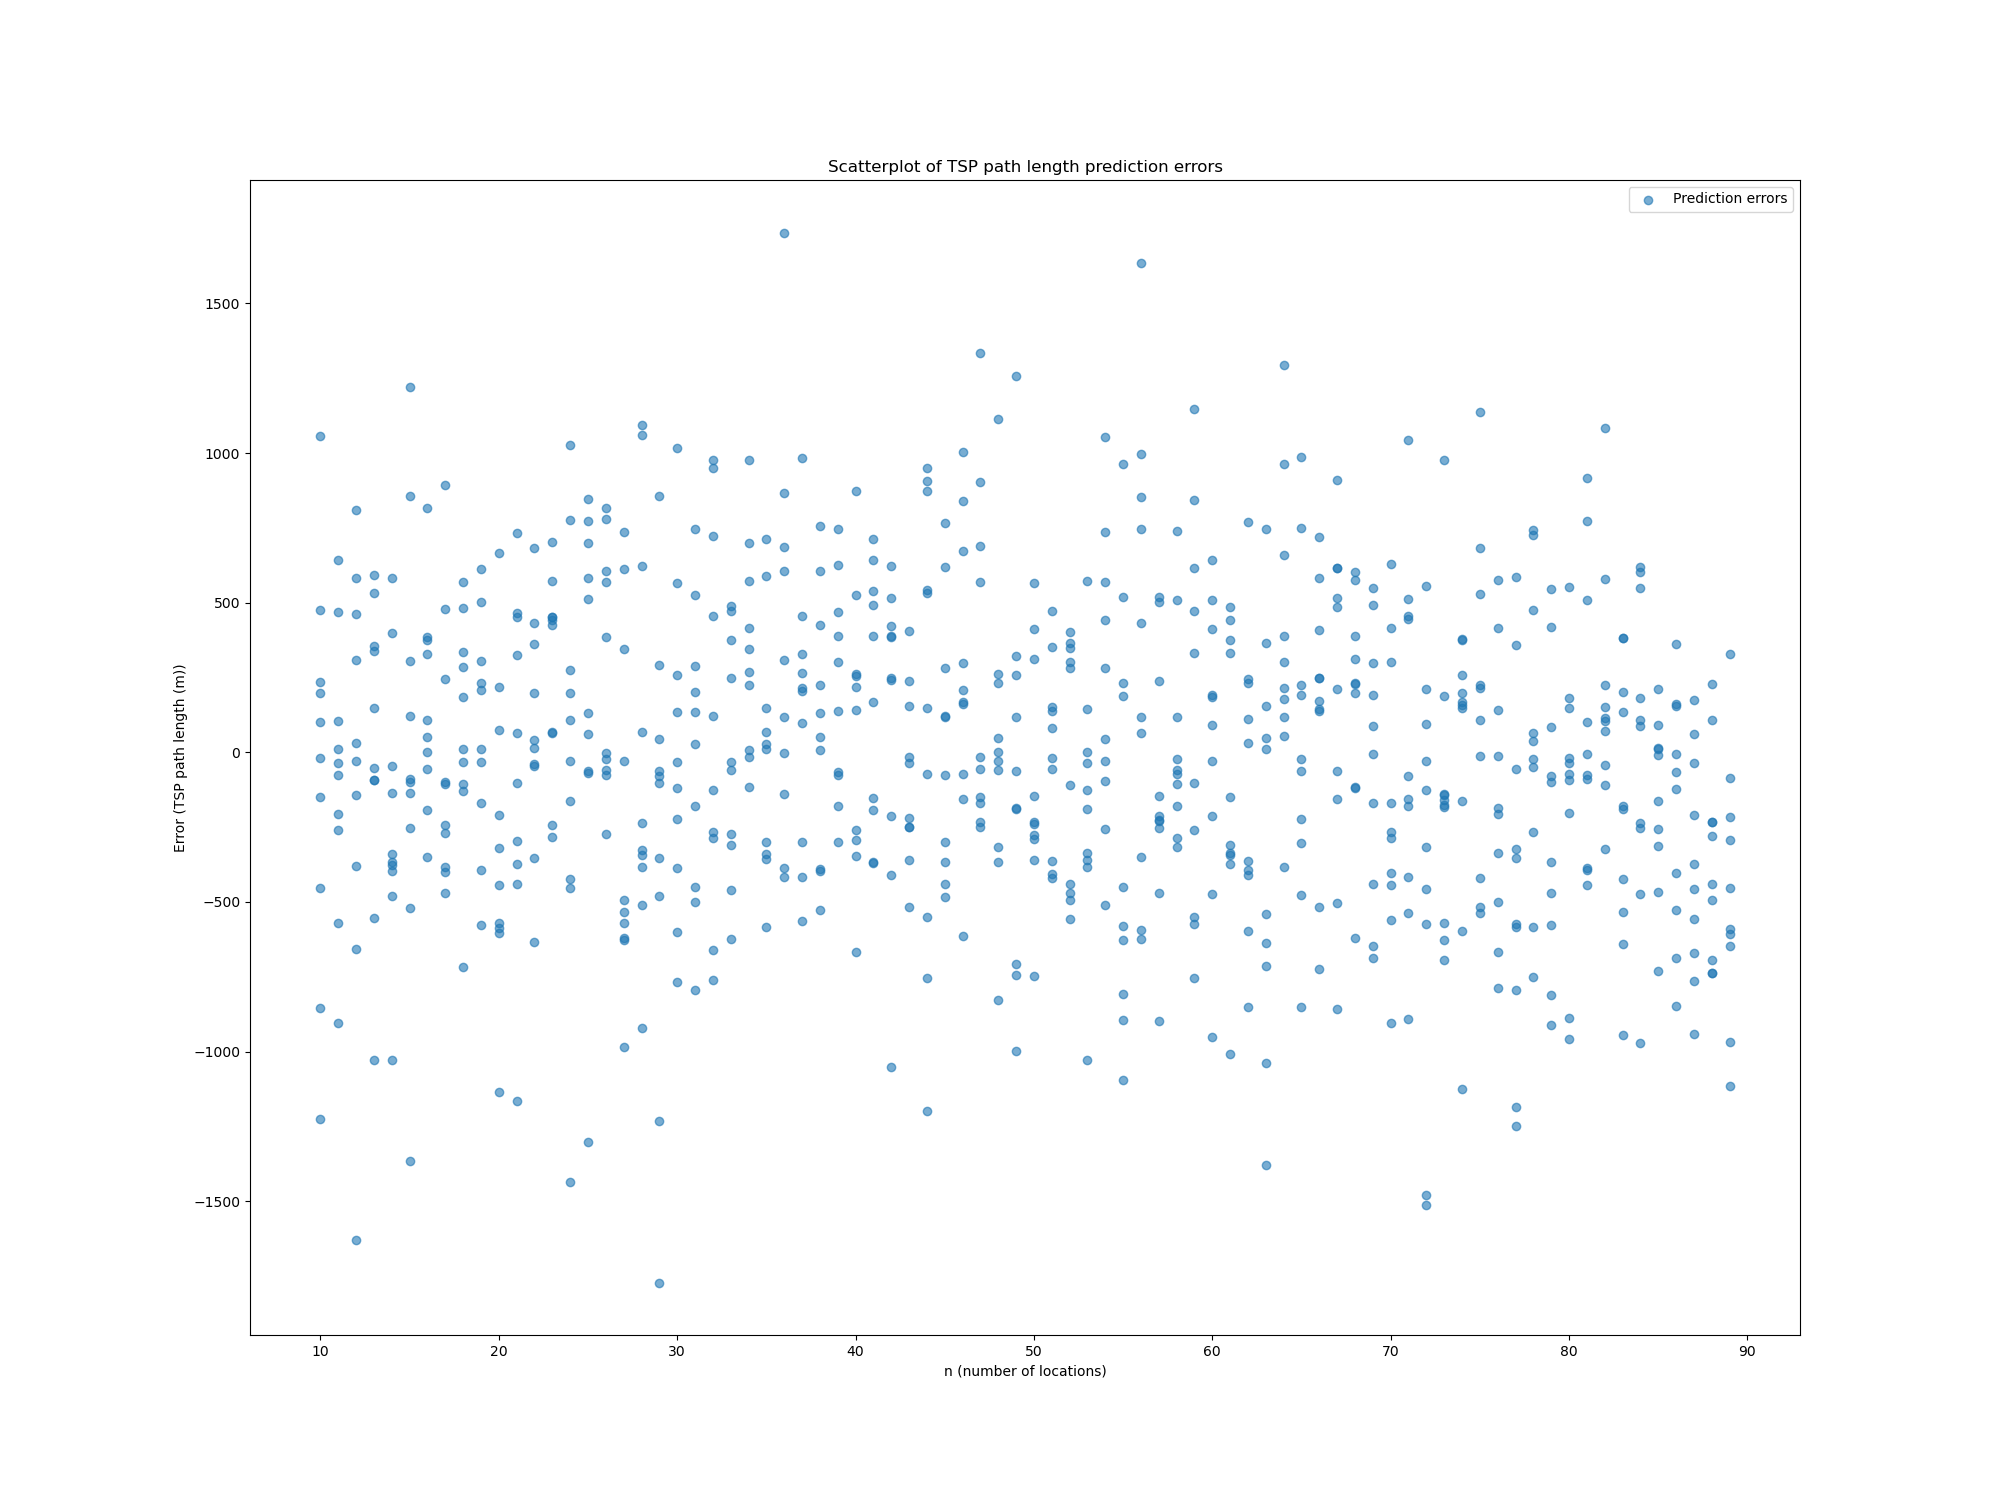 Scatterplot of TSP path length prediction errors
Prediction errors
1500
1000
500
0
−500
−1000
−1500
Error (TSP path length (m))
10 20 30 40 50 60 70 80 90
n (number of locations)